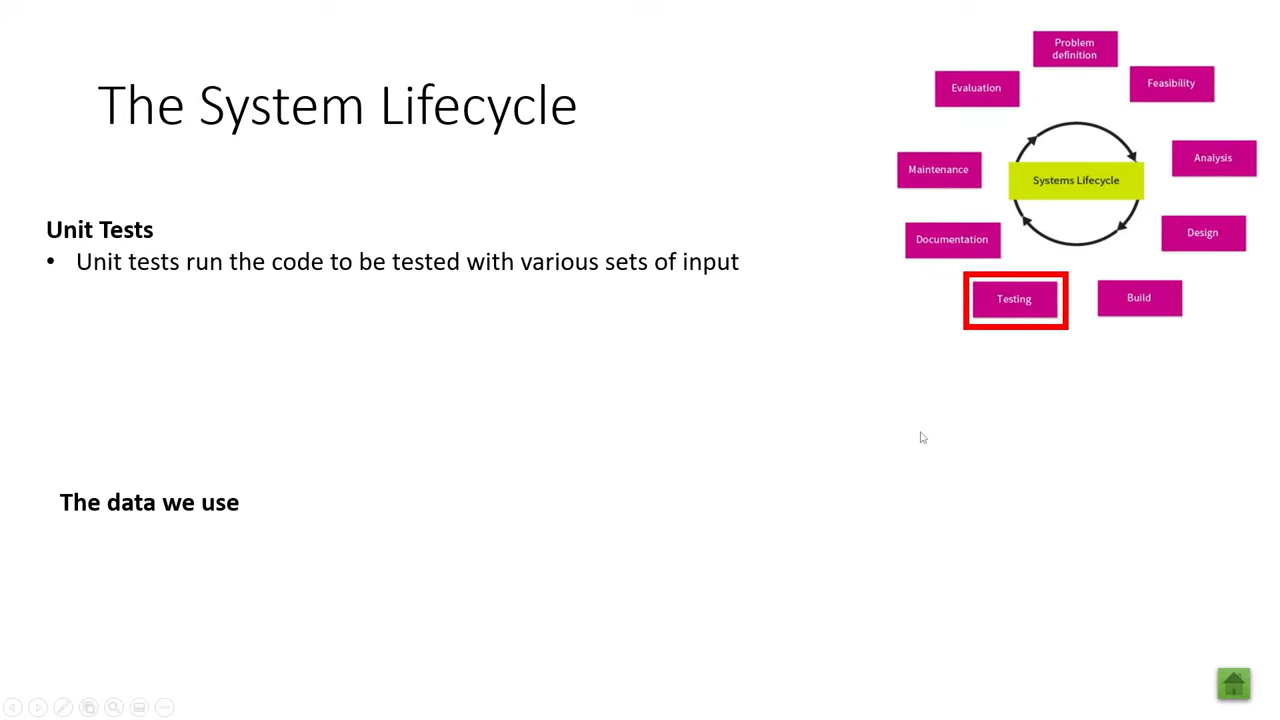 The System Lifecycle
Unit Tests
• Unit tests run the code to be tested with various sets of input
The data we use
Problem
definition
Feasibility
Analysis
Design
Build
Testing
Documentation
Maintenance
Evaluation
Systems Lifecycle